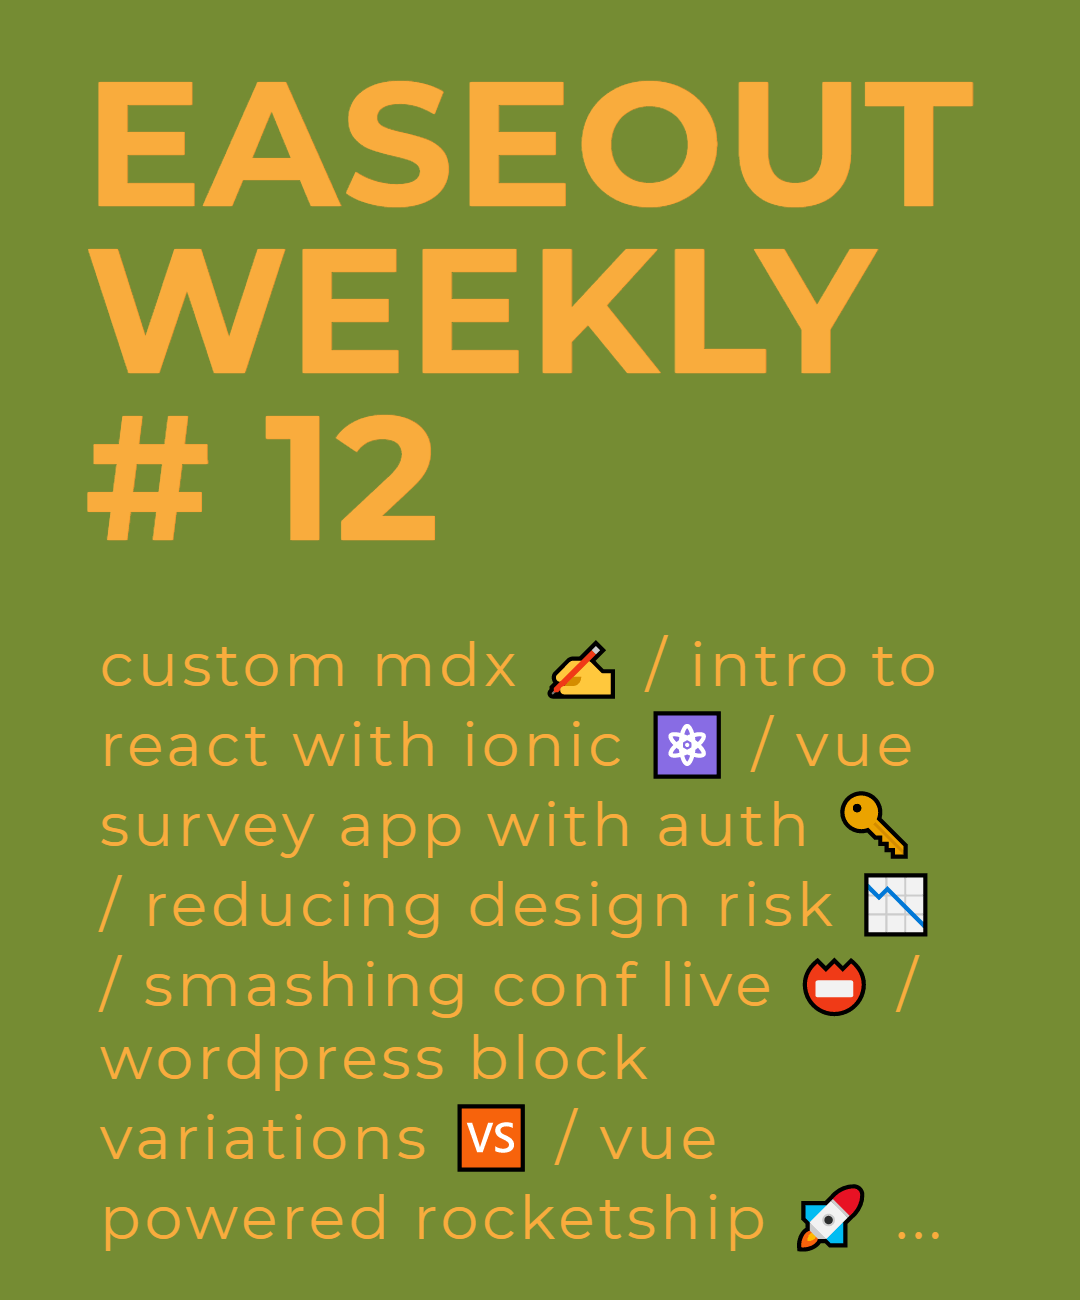 EASEOUT
WEEKLY
# 12
custom mdx ✍️ / intro to
react with ionic ⚛️ / vue
survey app with auth 🔑
/ reducing design risk 📉
/ smashing conf live 📛 /
wordpress block
variations 🆚 / vue
powered rocketship 🚀 ...